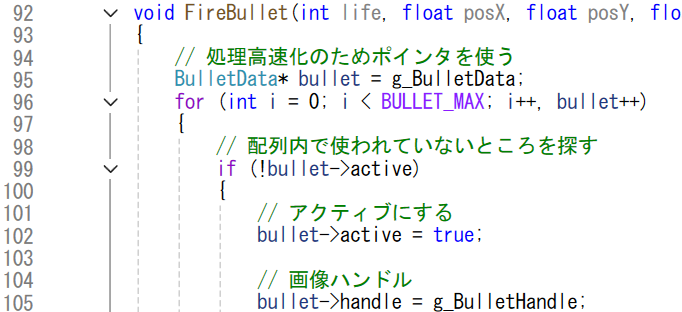 92 void FireBullet(int life, float posX, float posY, flo
93 {
94 // 処理高速化のためポインタを使う
95 BulletData* bullet = g_BulletData;
96 for (int i = 0; i < BULLET_MAX; i++, bullet++)
97 {
98 // 配列内で使われていないところを探す
99 if (!bullet->active)
100 {
101 // アクティブにする
102 bullet->active = true;
103
104 // 画像ハンドル
105 bullet->handle = g_BulletHandle;